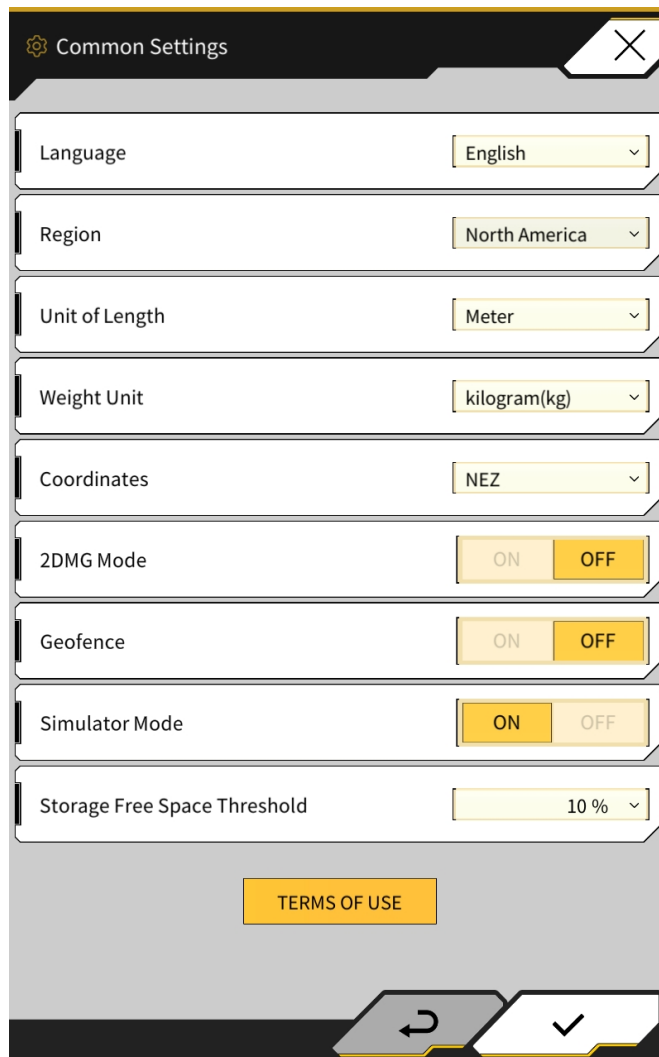 Common Settings
Language English
Region North America
Unit of Length Meter
Weight Unit kilogram(kg)
Coordinates NEZ
2DMG Mode ON OFF
Geofence ON OFF
Simulator Mode ON OFF
Storage Free Space Threshold 10 %
TERMS OF USE